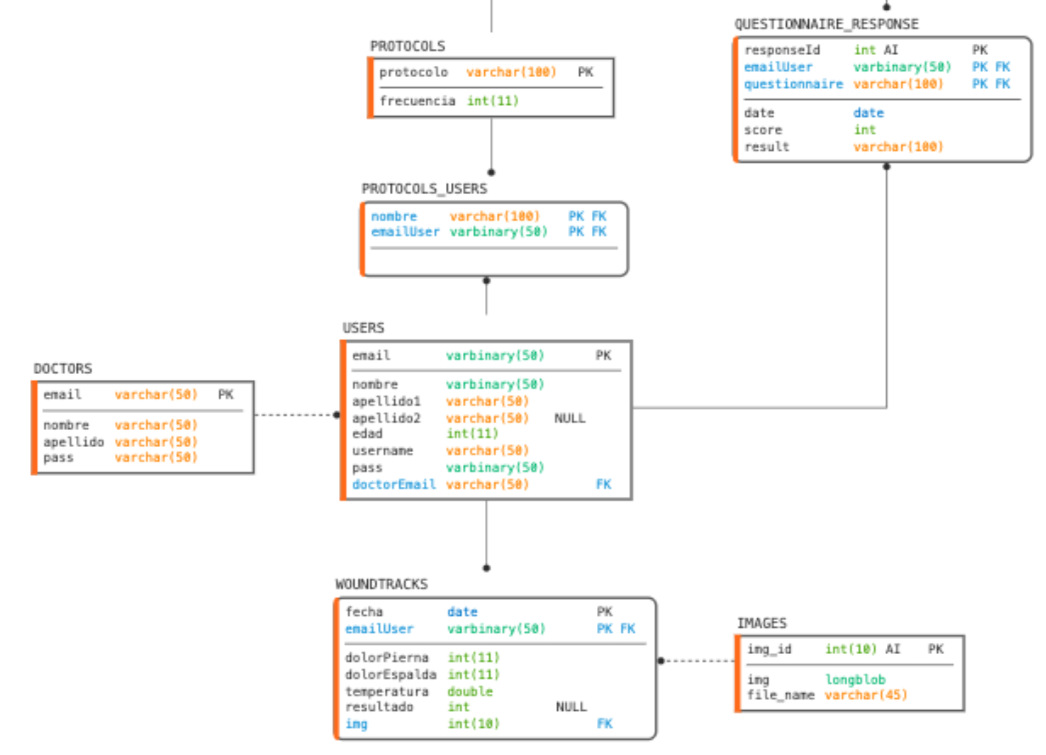 PROTOCOLS
protocolo varchar(100) PK
frecuencia int(11)
QUESTIONNAIRE_RESPONSE
responseId int AI PK
emailUser varbinary(50) PK FK
questionnaire varchar(100) PK FK
date date
score int
result varchar(100)
PROTOCOLS_USERS
nombre varchar(100) PK FK
emailUser varbinary(50) PK FK
USERS
email varbinary(50) PK
nombre varbinary(50)
apellido1 varchar(50)
apellido2 varchar(50) NULL
edad int(11)
username varchar(50)
pass varbinary(50)
doctorEmail varchar(50) FK
DOCTORS
email varchar(50) PK
nombre varchar(50)
apellido varchar(50)
pass varchar(50)
WOUNDTRACKS
fecha date PK
emailUser varbinary(50) PK FK
dolorPierna int(11)
dolorEspalda int(11)
temperatura double
resultado int NULL
img int(10) FK
IMAGES
img_id int(10) AI PK
img longblob
file_name varchar(45)